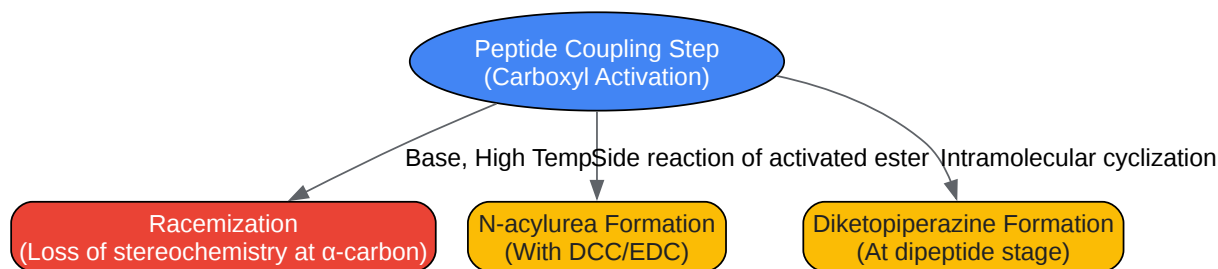 Peptide Coupling Step
(Carboxyl Activation)
Base, High Temp
Side reaction of activated ester
Intramolecular cyclization
Racemization
(Loss of stereochemistry at α-carbon)
N-acylurea Formation
(With DCC/EDC)
Diketopiperazine Formation
(At dipeptide stage)